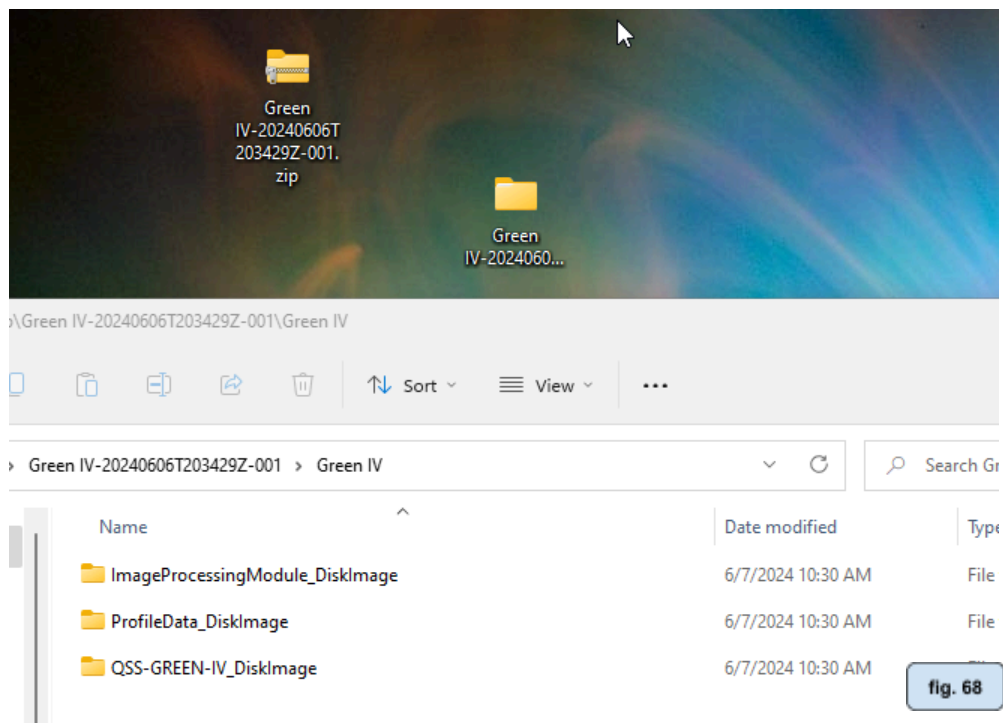 Green
IV-20240606T
203429Z-001.
zip
Green
IV-2024060...
\Green IV-20240606T203429Z-001\Green IV
Sort
View
Green IV-20240606T203429Z-001 > Green IV
Search Gr
Name
Date modified
Type
ImageProcessingModule_DiskImage
6/7/2024 10:30 AM
File
ProfileData_DiskImage
6/7/2024 10:30 AM
File
QSS-GREEN-IV_DiskImage
6/7/2024 10:30 AM
fig. 68